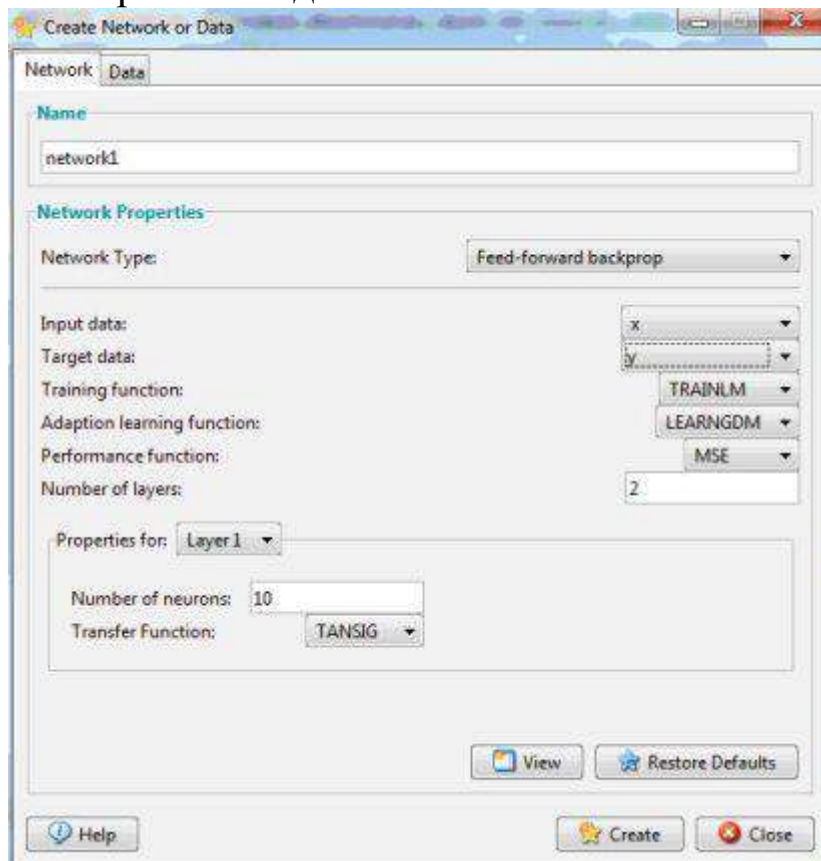 Create Network or Data
Network Data
Name
network1
Network Properties
Network Type: Feed-forward backprop
Input data: x
Target data: y
Training function: TRAINLM
Adaption learning function: LEARNGDM
Performance function: MSE
Number of layers: 2
Properties for: Layer 1
Number of neurons: 10
Transfer Function: TANSIG
View Restore Defaults
Help Create Close